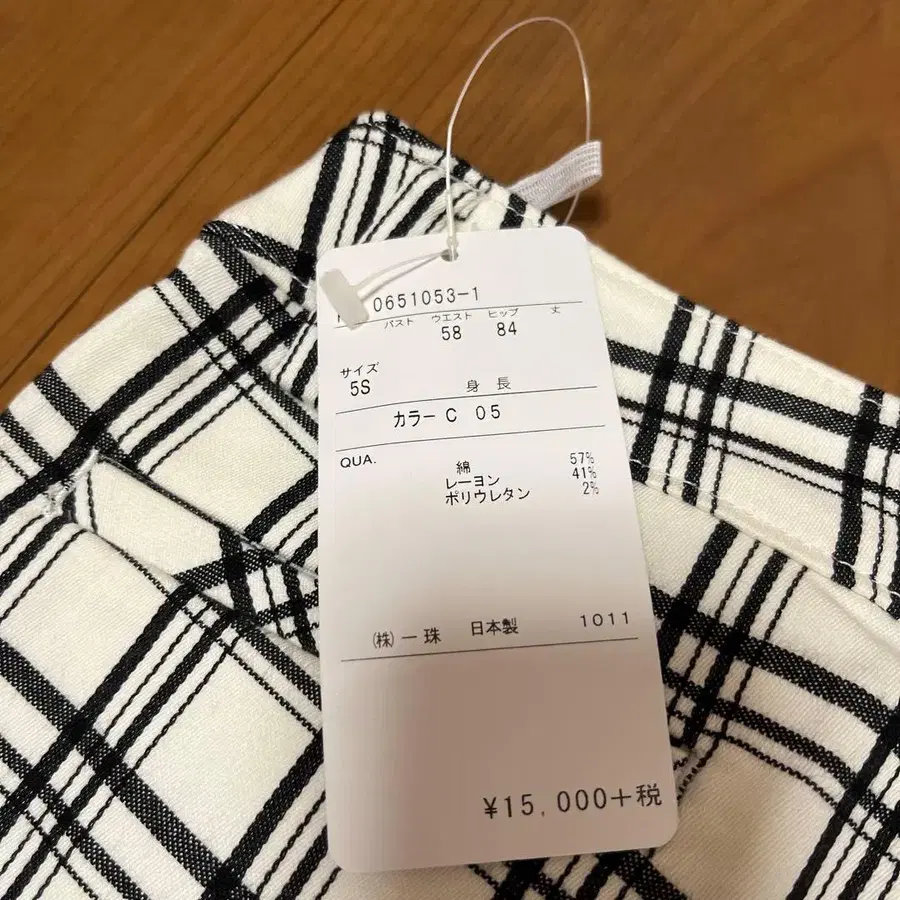 0651053-1
バスト ウエスト ヒップ 丈
58 84
サイズ
5S 身長
カラー C 05
QUA. 綿 57%
レーヨン 41%
ポリウレタン 2%
(株)一珠 日本製 1011
¥15,000+税